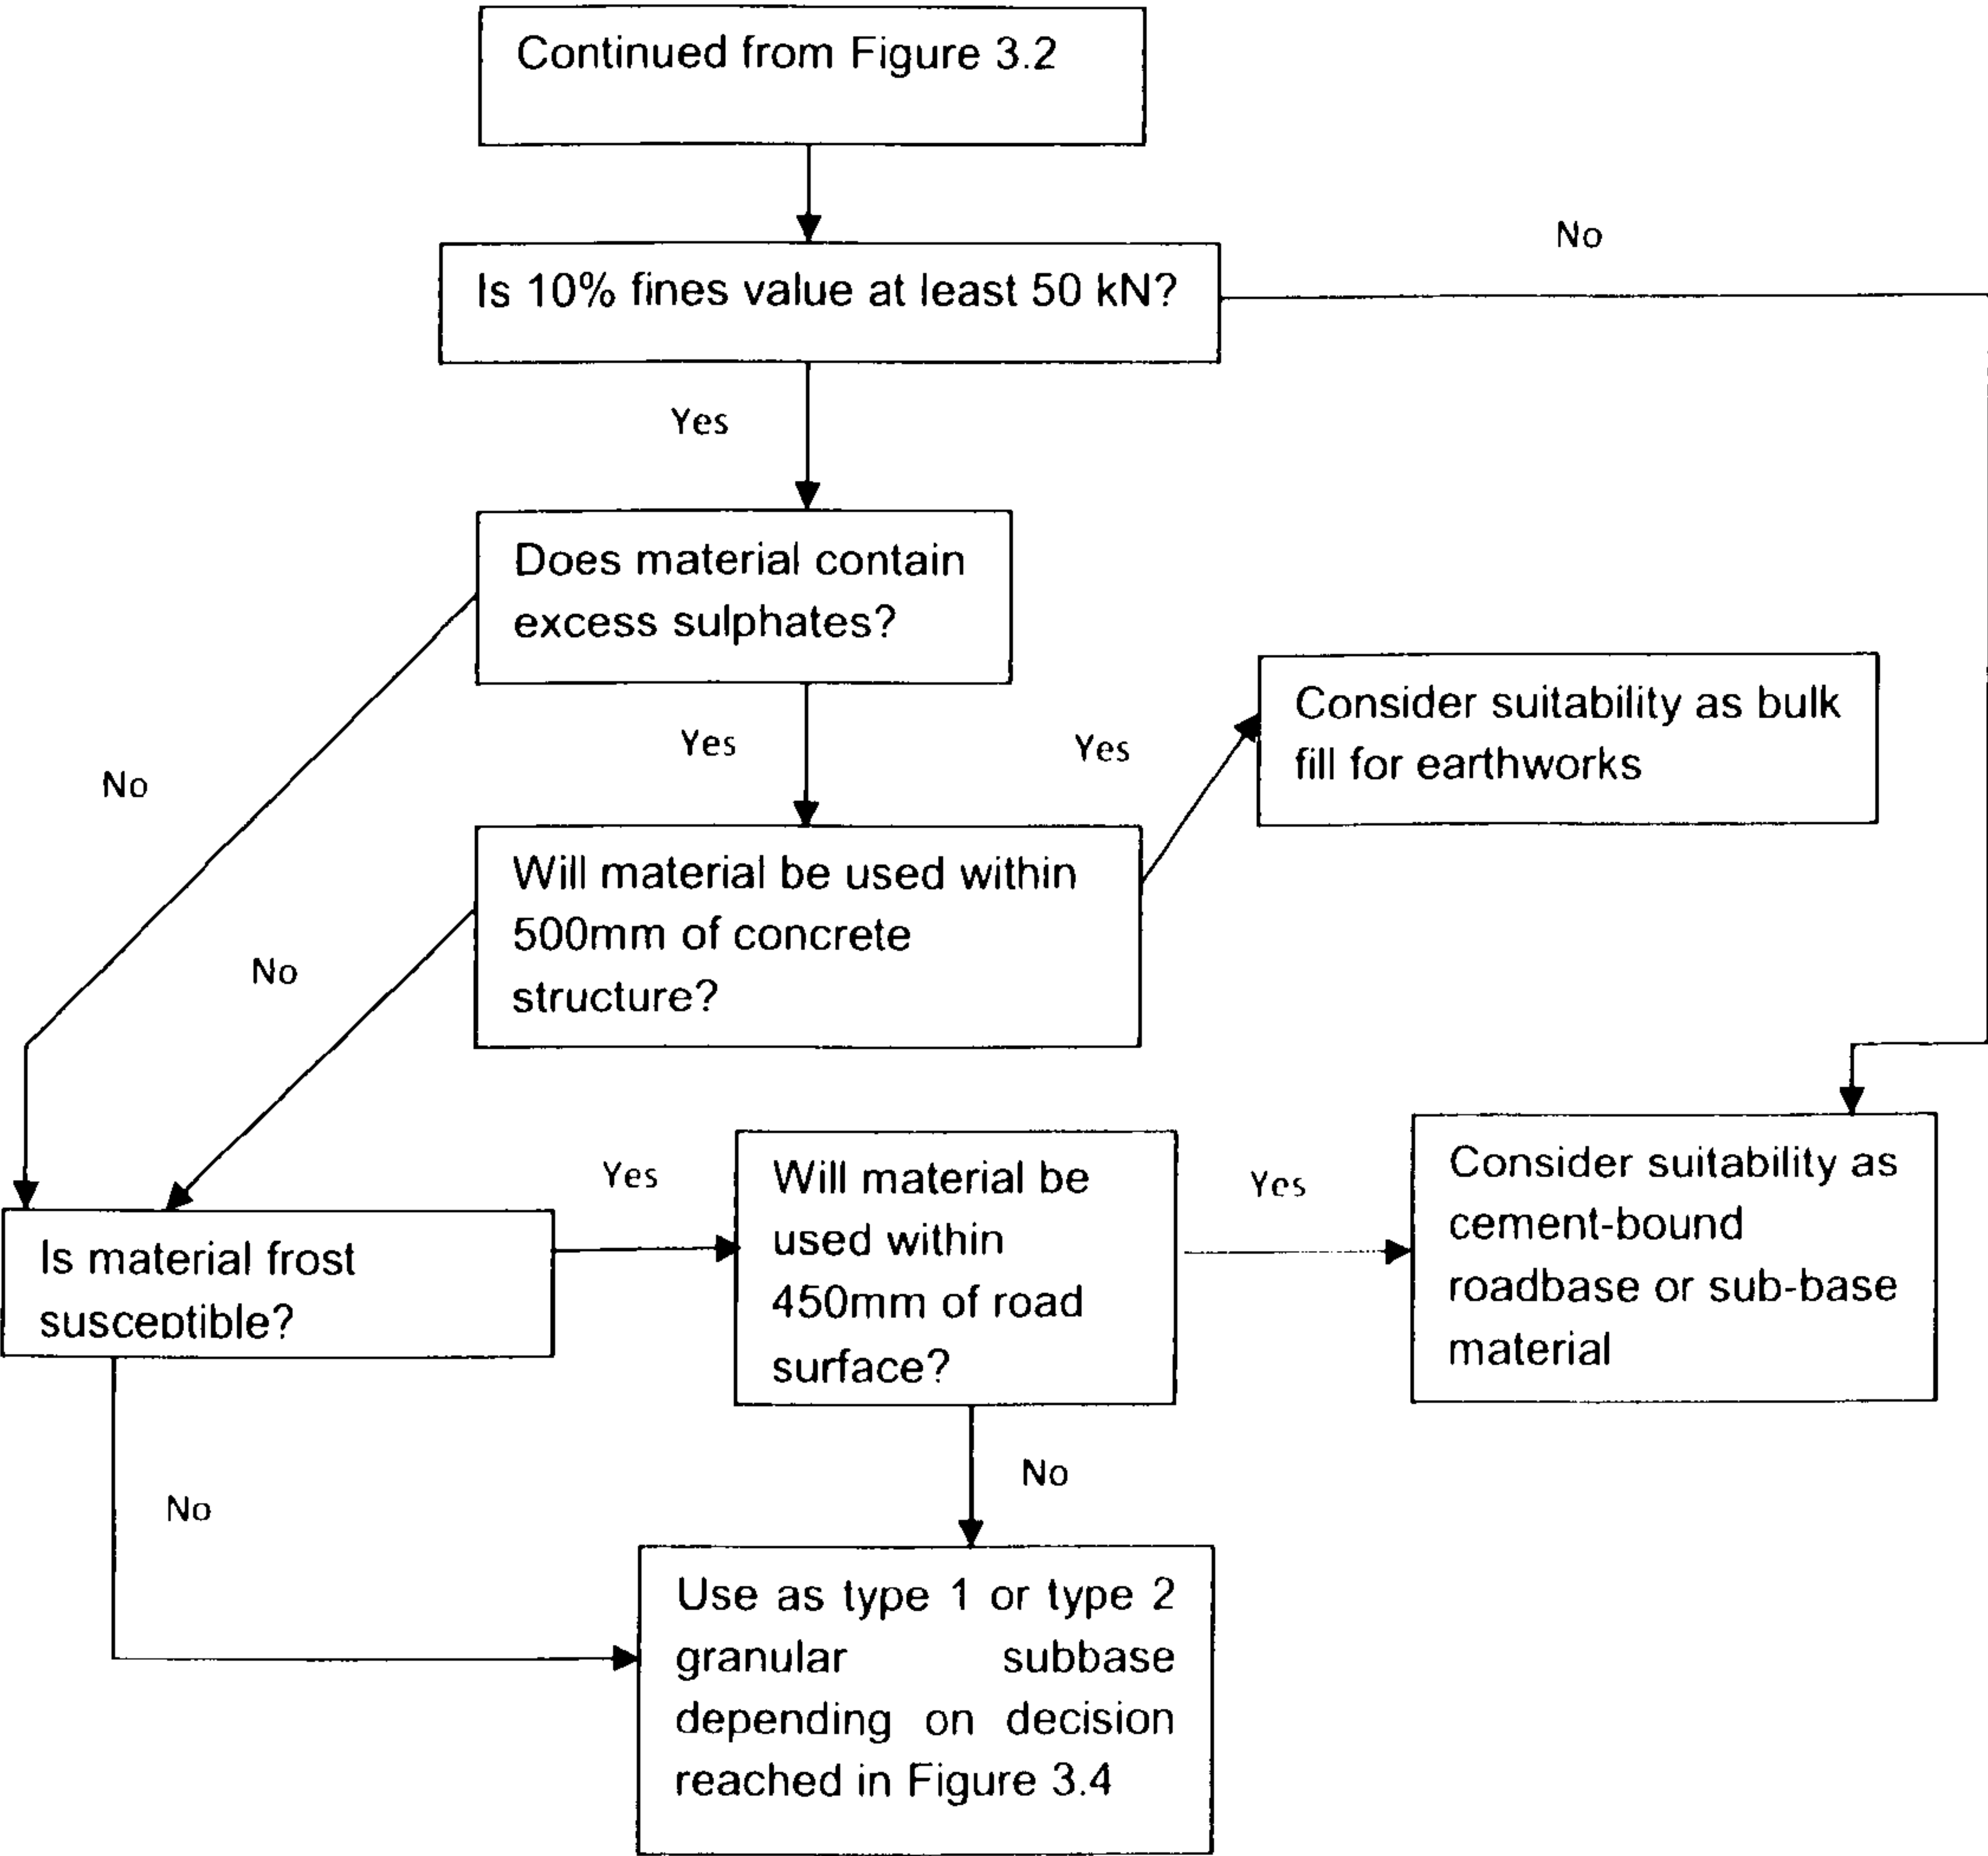 Continued from Figure 3.2
No
Is 10% fines value at least 50 kN?
Yes
Does material contain
excess sulphates?
Consider suitability as bulk
fill for earthworks
Yes
Yes
No
Will material be used within
500mm of concrete
structure?
No
Yes
Will material be
used within
450mm of road
surface?
Yes
Consider suitability as
cement-bound
roadbase or sub-base
material
Is material frost
susceptible?
No
No
Use as type 1 or type 2
granular subbase
depending on decision
reached in Figure 3.4